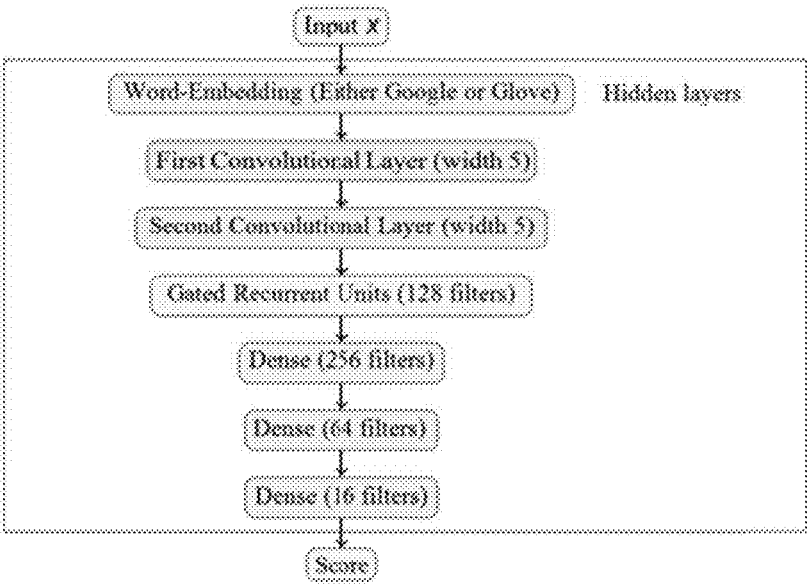 Input x
Word-Embedding (Either Google or Glove)
Hidden layers
First Convolutional Layer (width 5)
Second Convolutional Layer (width 5)
Gated Recurrent Units (128 filters)
Dense (256 filters)
Dense (64 filters)
Dense (16 filters)
Score